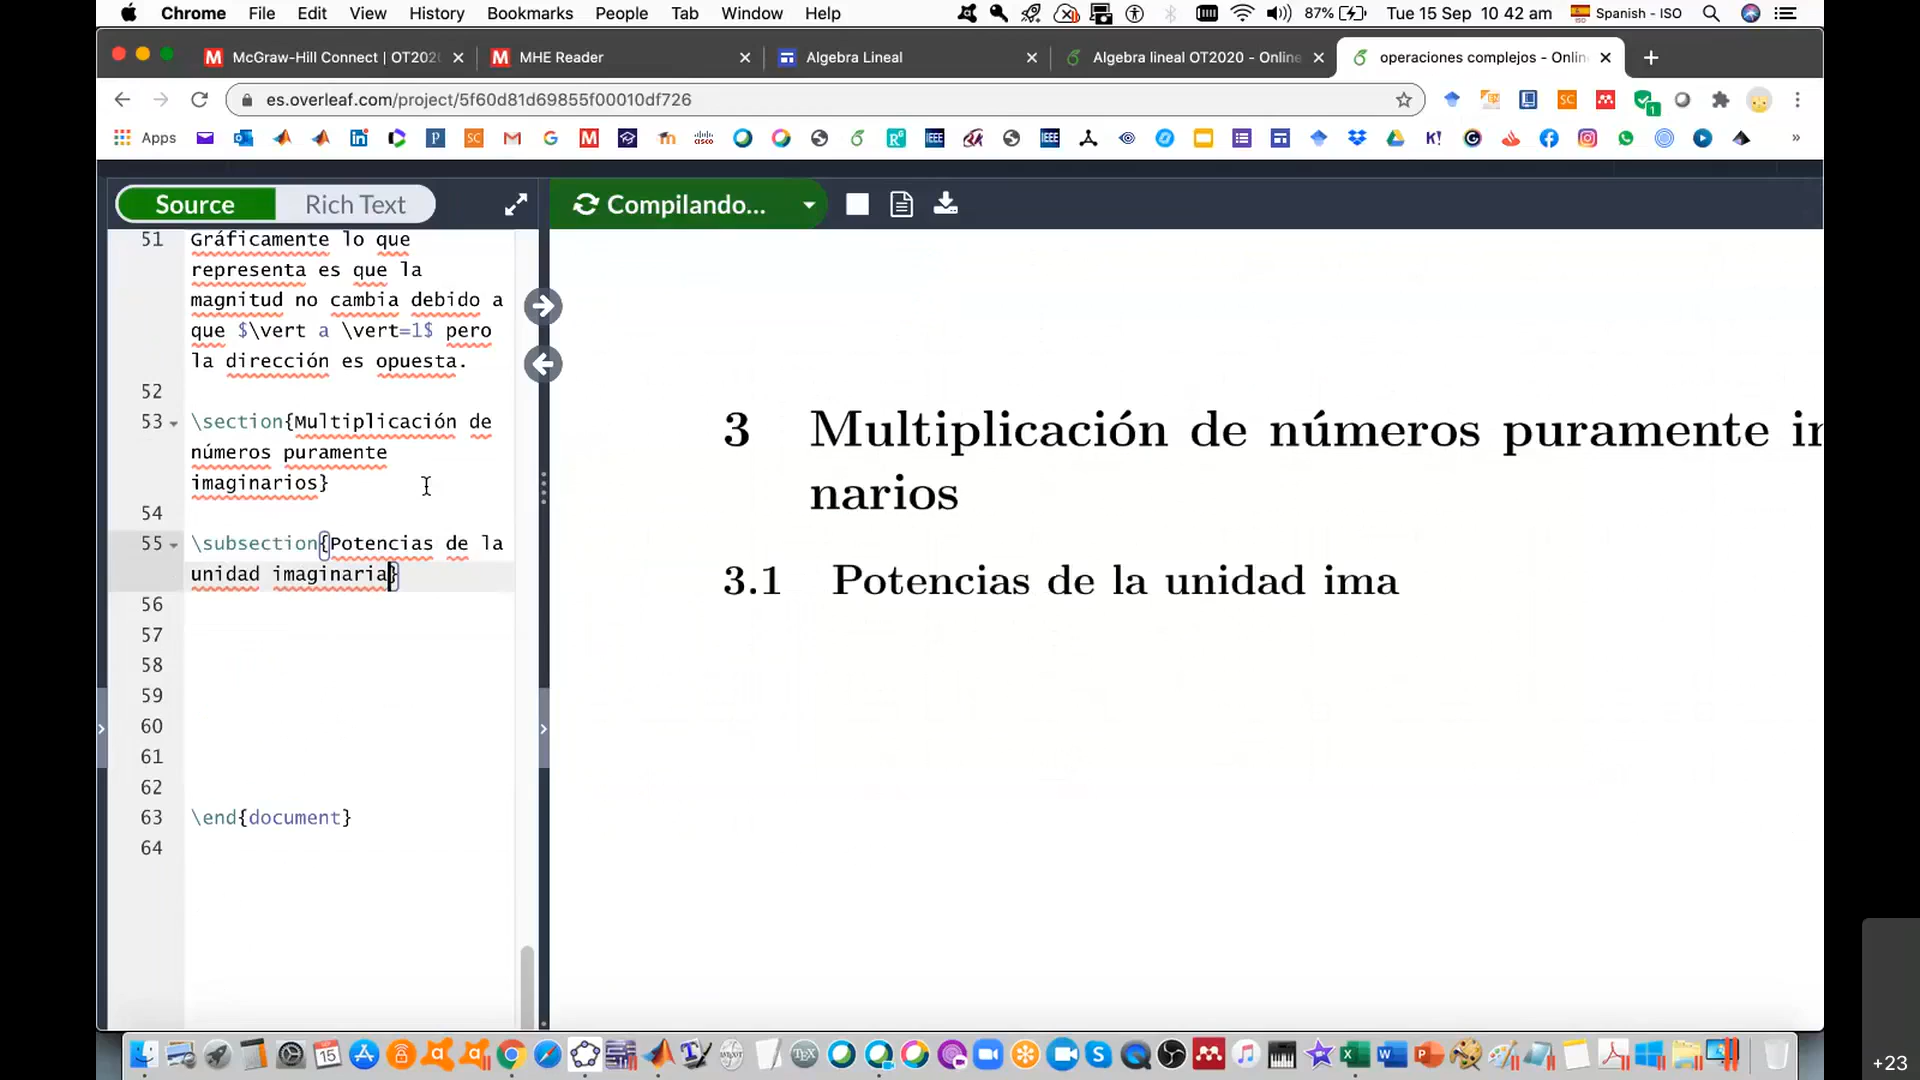 Chrome File Edit View History Bookmarks People Tab Window Help 87% Tue 15 Sep 10 42 am Spanish - ISO
McGraw-Hill Connect | OT202 MHE Reader Algebra Lineal Algebra lineal OT2020 - Online operaciones complejos - Onlin
es.overleaf.com/project/5f60d81d69855f00010df726
Apps
Source Rich Text Compilando...
51 Gráficamente lo que
representa es que la
magnitud no cambia debido a
que $\vert a \vert=1$ pero
la dirección es opuesta.
52
53 \section{Multiplicación de
números puramente
imaginarios}
54
55 \subsection{Potencias de la
unidad imaginaria}
56
57
58
59
60
61
62
63 \end{document}
64
3 Multiplicación de números puramente i
narios
3.1 Potencias de la unidad ima
+23